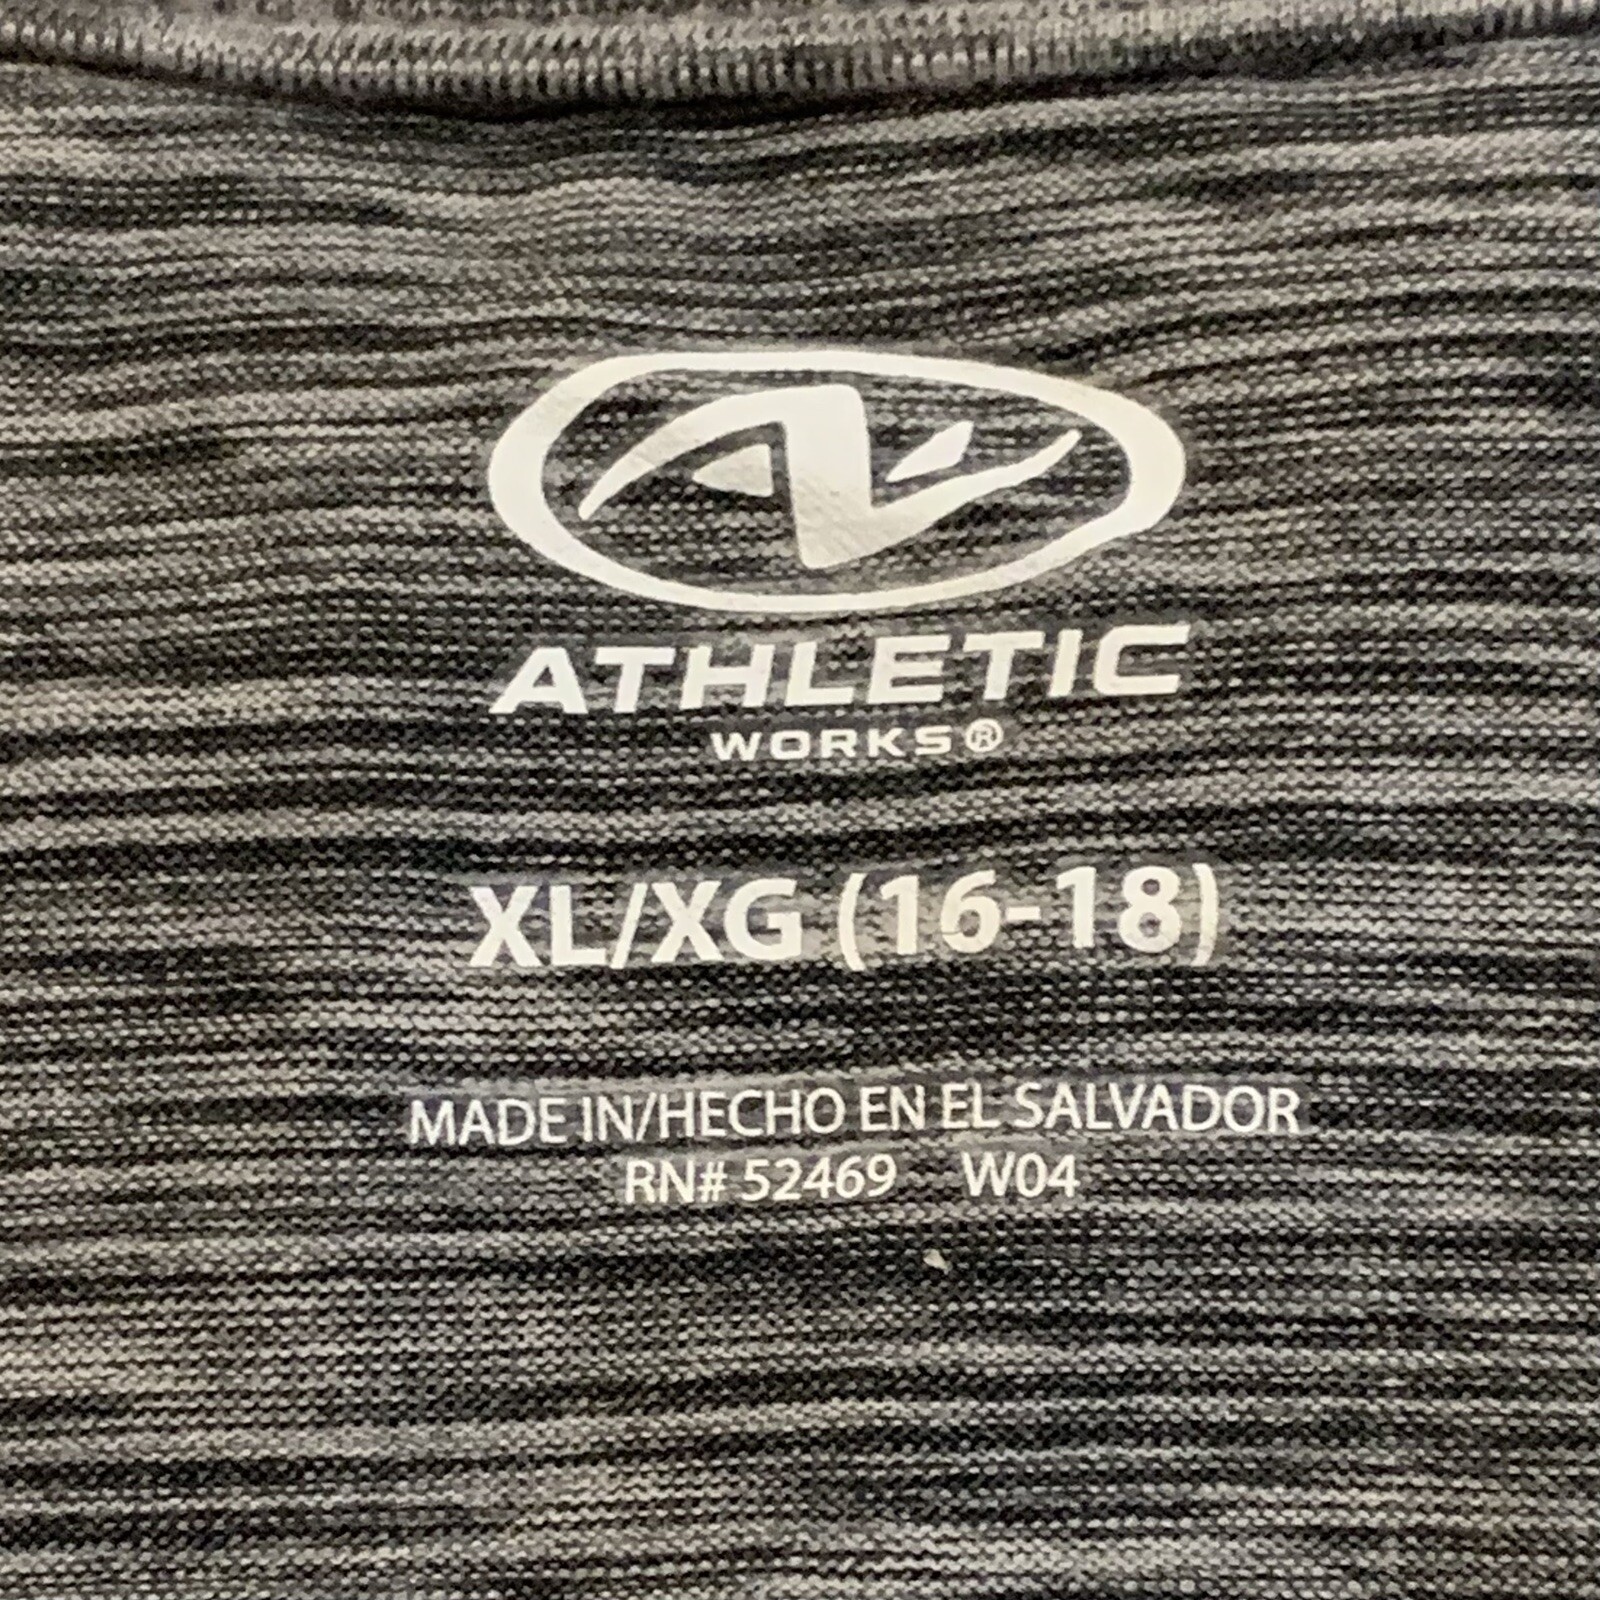 ATHLETIC
WORKS®
XL/XG (16-18)
MADE IN/HECHO EN EL SALVADOR
RN# 52469 W04